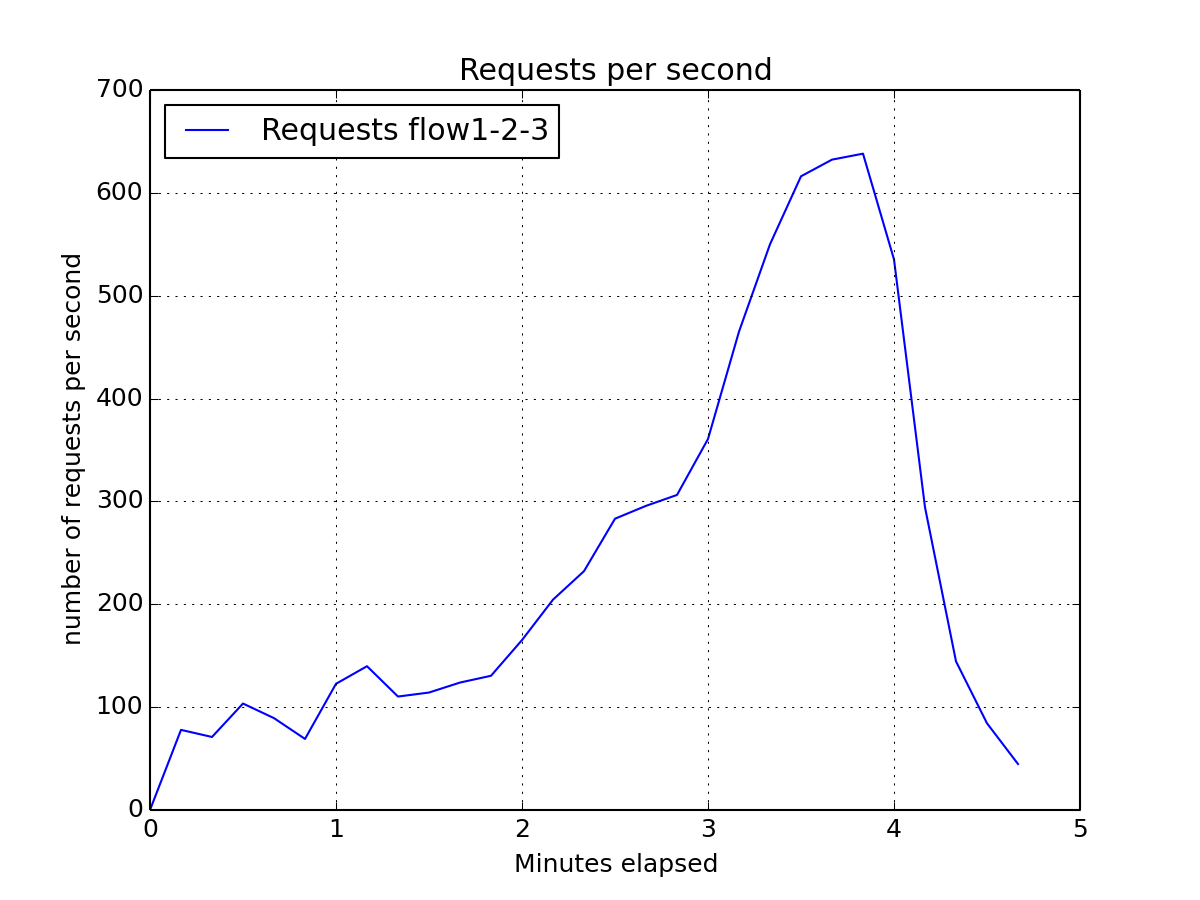 Requests per second
Requests flow1-2-3
number of requests per second
700
600
500
400
300
200
100
0
0 1 2 3 4 5
Minutes elapsed